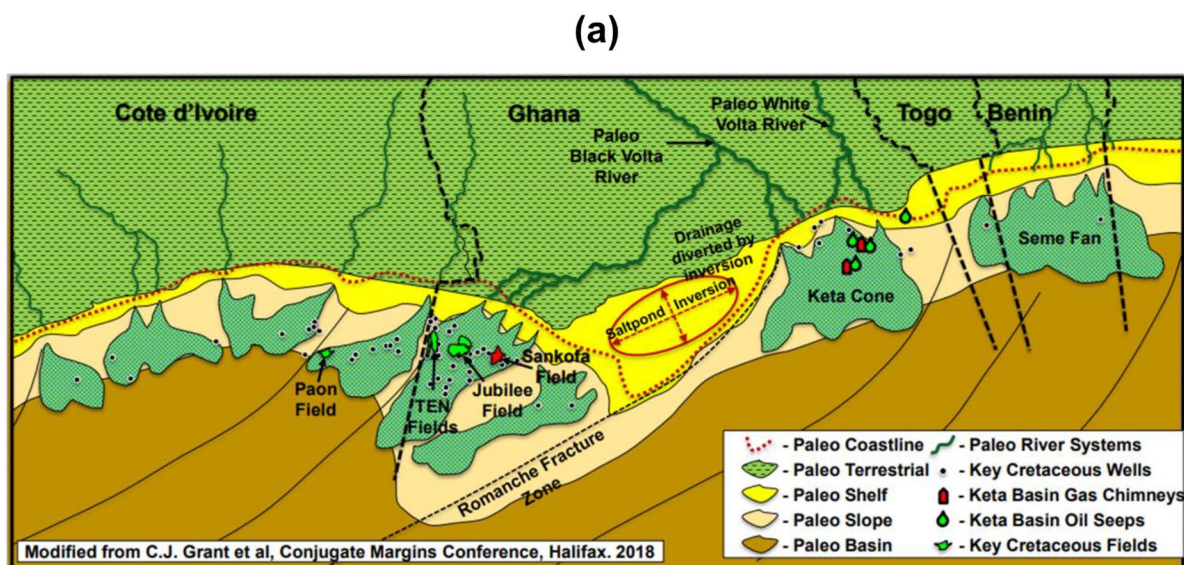 (a)
Cote d'Ivoire
Ghana
Togo
Benin
Paleo White
Volta River
Paleo
Black Volta
River
Drainage
diverted by
inversion
Saltpond Inversion
Keta Cone
Seme Fan
Paon
Field
TEN
Fields
Jubilee
Field
Sankofa
Field
Romanche Fracture
Zone
- Paleo Coastline
- Paleo Terrestrial
- Paleo Shelf
- Paleo Slope
- Paleo Basin
- Paleo River Systems
- Key Cretaceous Wells
- Keta Basin Gas Chimneys
- Keta Basin Oil Seeps
- Key Cretaceous Fields
Modified from C.J. Grant et al, Conjugate Margins Conference, Halifax. 2018